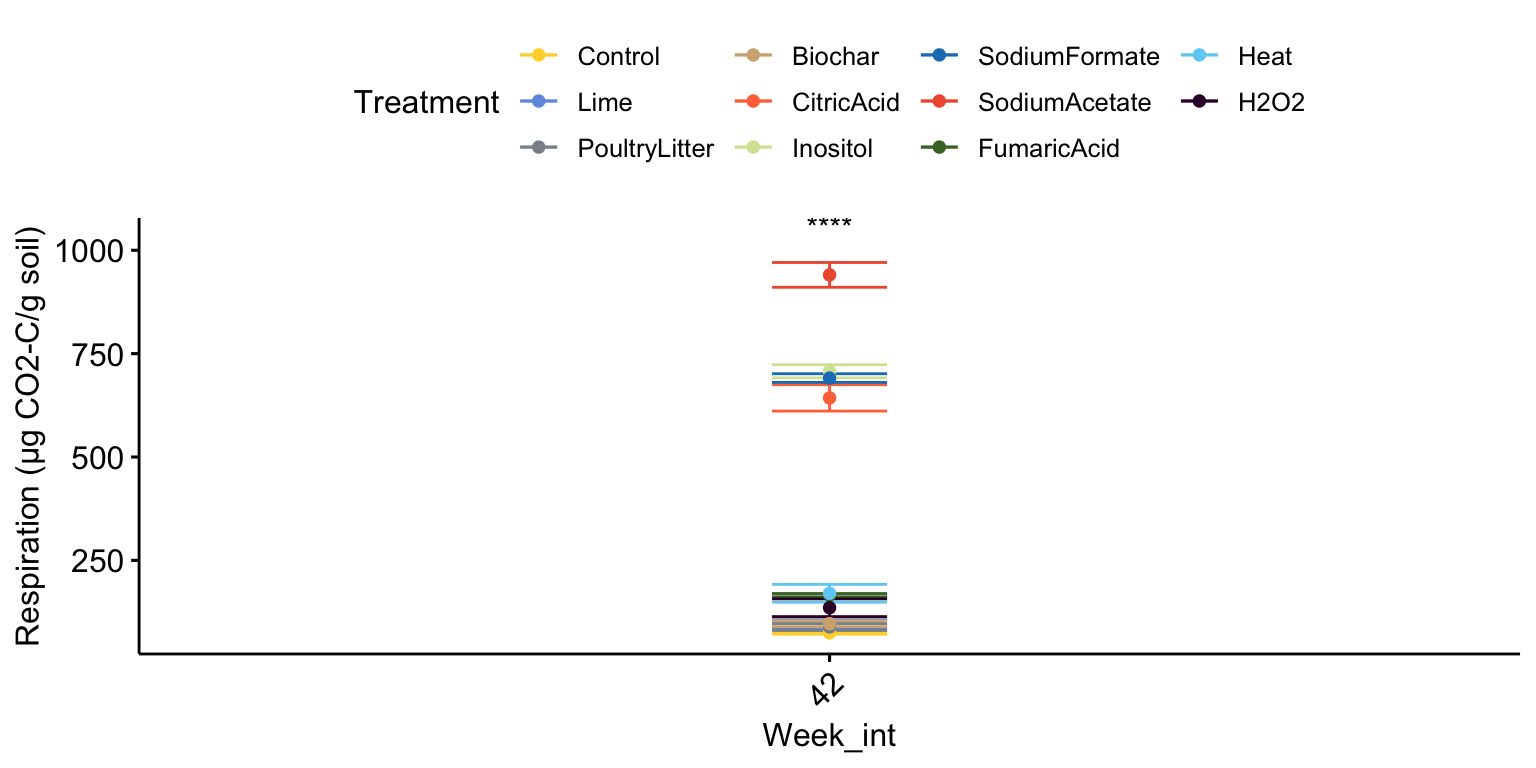 Treatment
Control Biochar SodiumFormate Heat
Lime CitricAcid SodiumAcetate H2O2
PoultryLitter Inositol FumaricAcid
****
Respiration (µg CO2-C/g soil)
1000
750
500
250
42
Week_int